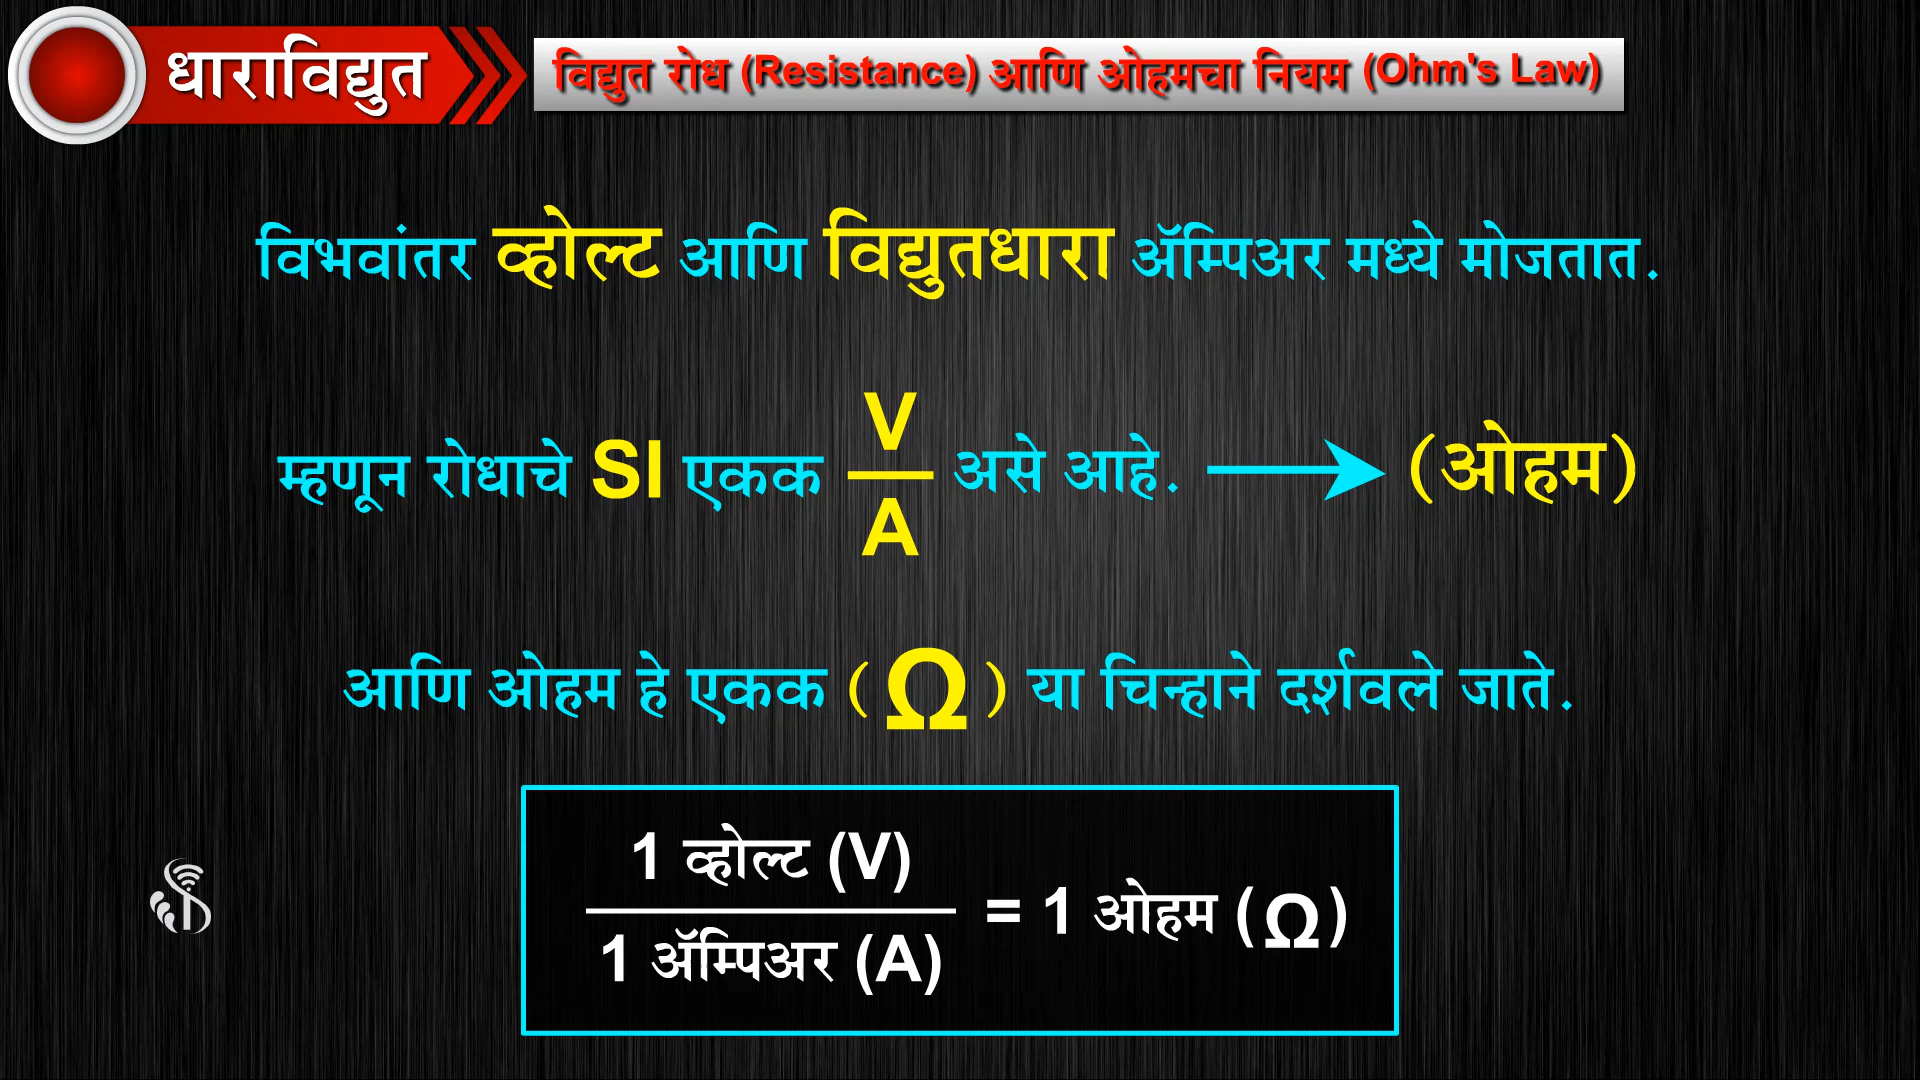 धाराविद्युत
विद्युत रोध (Resistance) आणि ओहमचा नियम (Ohm's Law)
विभवांतर व्होल्ट आणि विद्युतधारा ॲम्पिअर मध्ये मोजतात.
म्हणून रोधाचे SI एकक V/A असे आहे. → (ओहम)
आणि ओहम हे एकक (Ω) या चिन्हाने दर्शवले जाते.
1 व्होल्ट (V)
1 ॲम्पिअर (A)
= 1 ओहम (Ω)